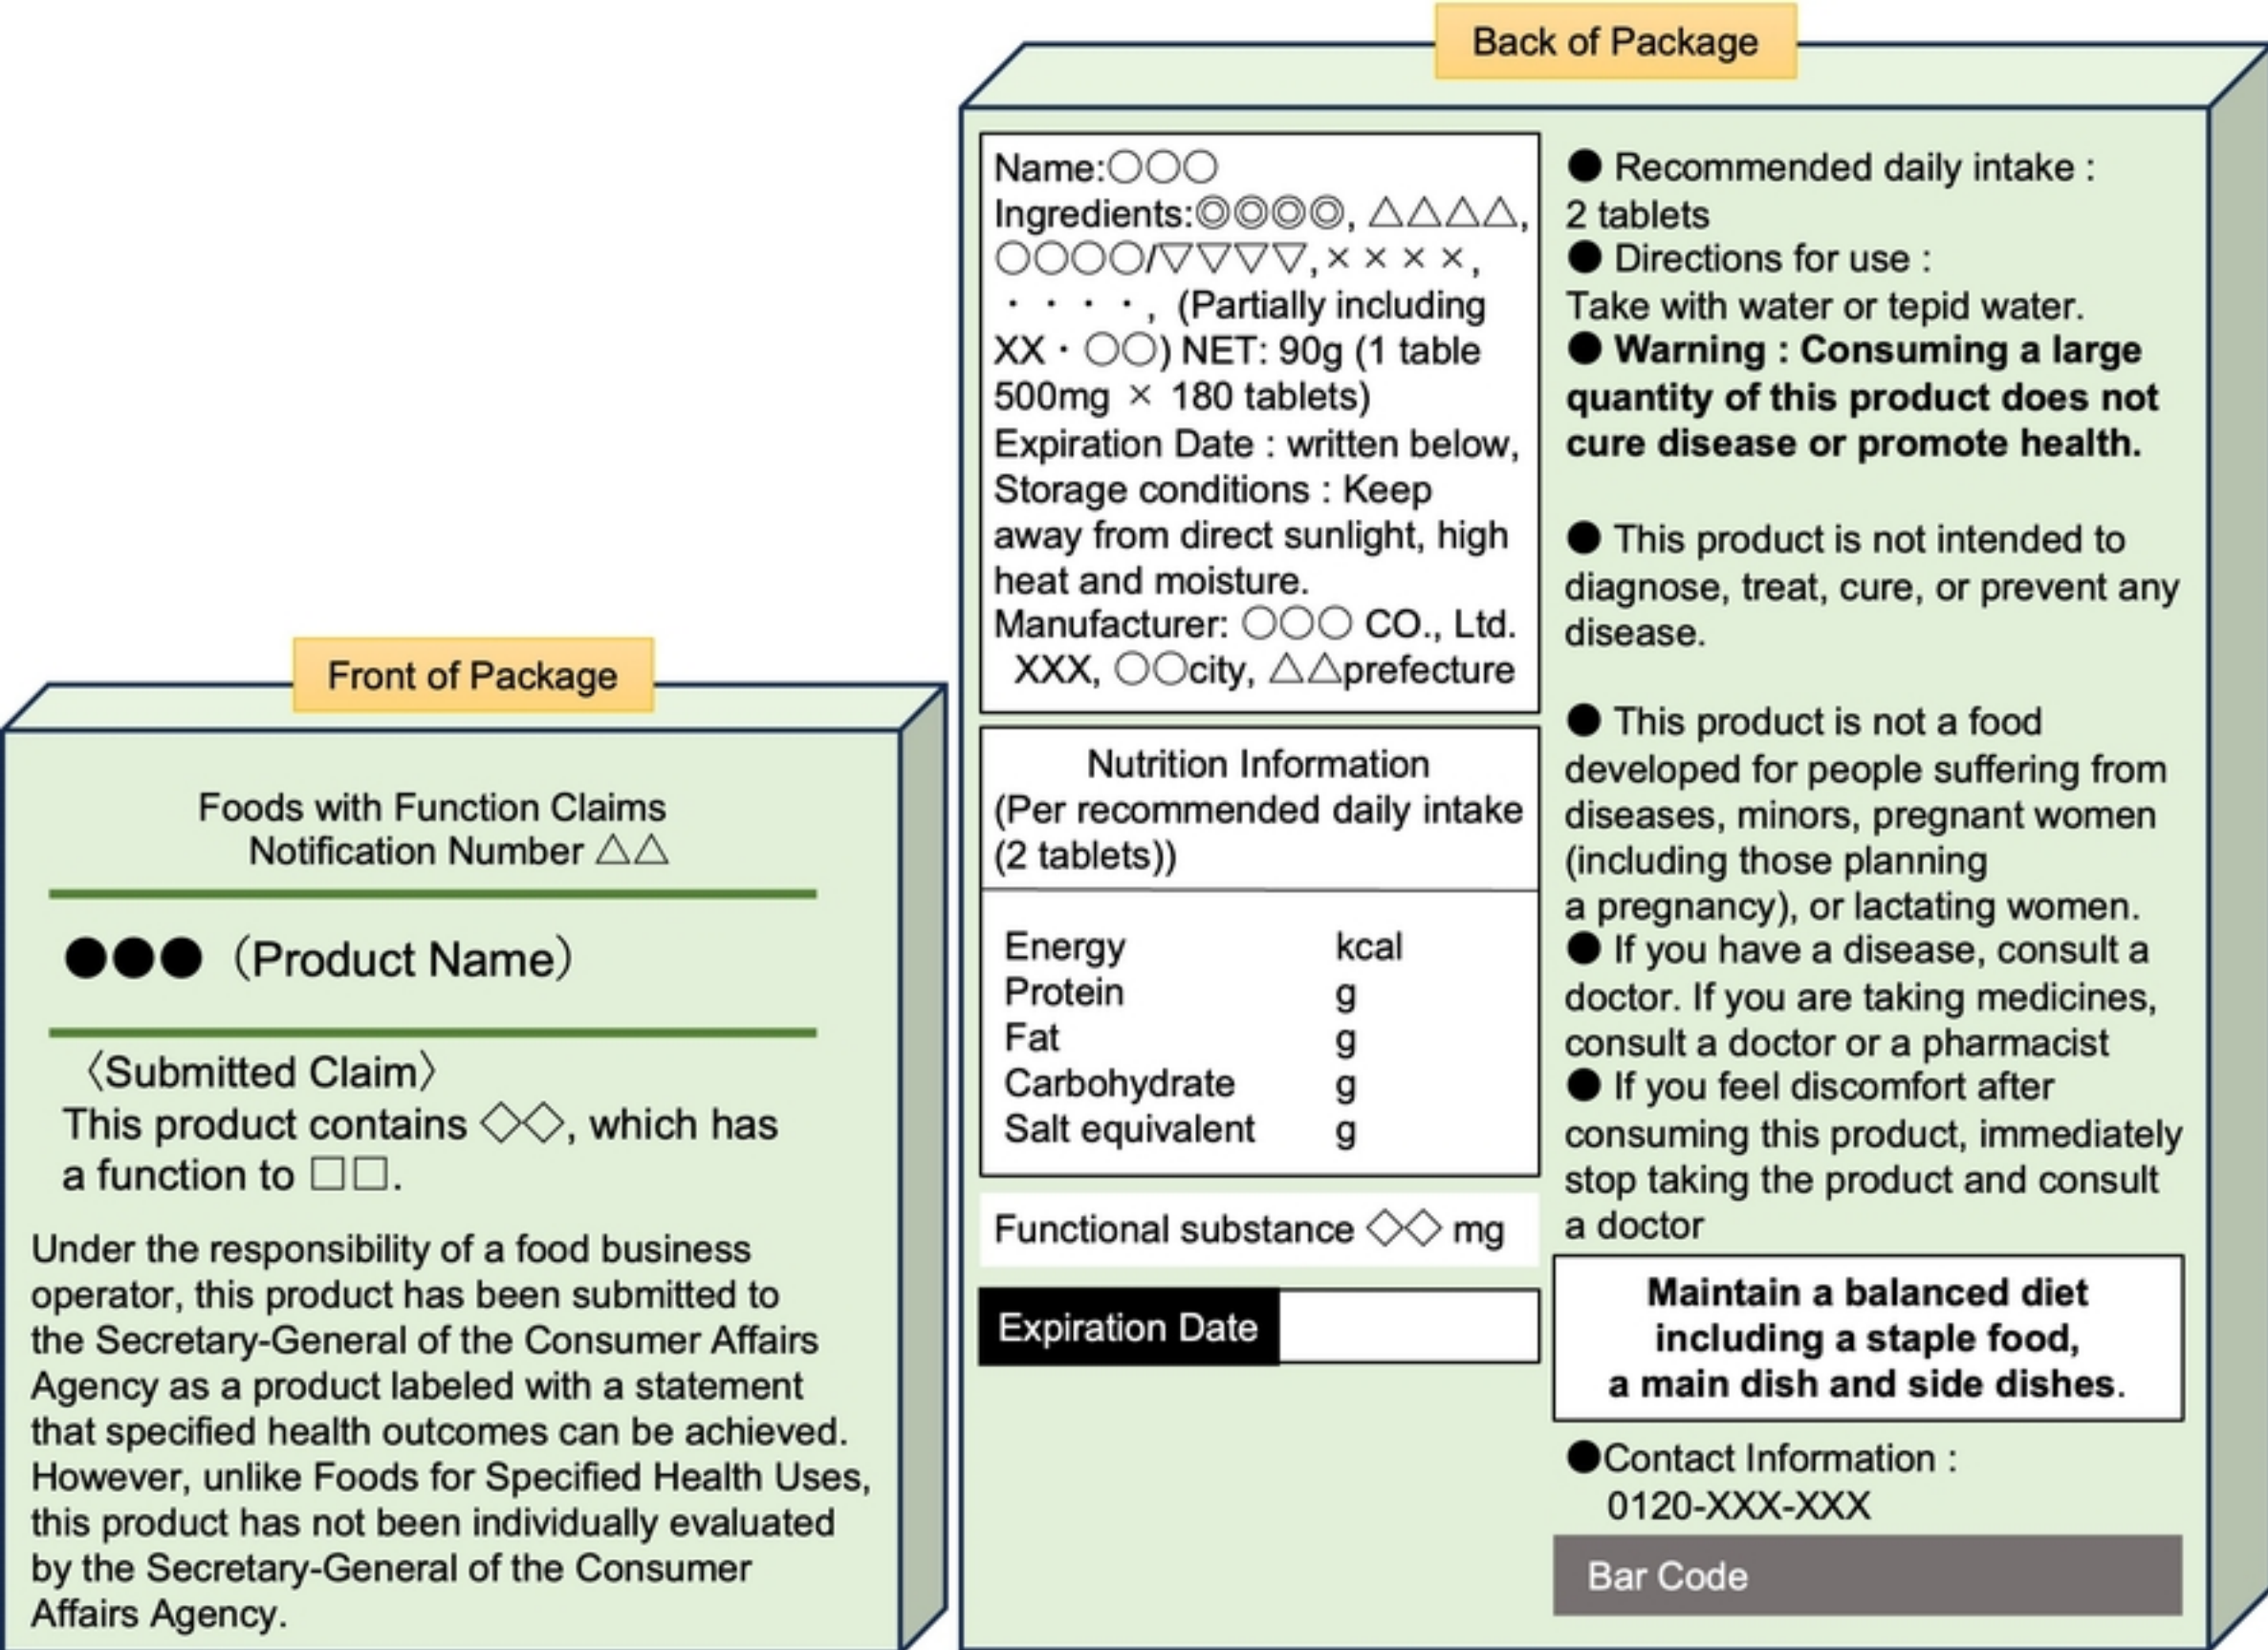 Front of Package
Foods with Function Claims
Notification Number △△
●●● (Product Name)
〈Submitted Claim〉
This product contains ◇◇, which has
a function to □□.
Under the responsibility of a food business
operator, this product has been submitted to
the Secretary-General of the Consumer Affairs
Agency as a product labeled with a statement
that specified health outcomes can be achieved.
However, unlike Foods for Specified Health Uses,
this product has not been individually evaluated
by the Secretary-General of the Consumer
Affairs Agency.
Back of Package
Name:○○○
Ingredients:◎◎◎◎, △△△△,
○○○○/▽▽▽▽,××××,
・・・・, (Partially including
XX・○○) NET: 90g (1 table
500mg × 180 tablets)
Expiration Date : written below,
Storage conditions : Keep
away from direct sunlight, high
heat and moisture.
Manufacturer: ○○○ CO., Ltd.
XXX, ○○city, △△prefecture
Nutrition Information
(Per recommended daily intake
(2 tablets))
Energy kcal
Protein g
Fat g
Carbohydrate g
Salt equivalent g
Functional substance ◇◇ mg
Expiration Date
● Recommended daily intake :
2 tablets
● Directions for use :
Take with water or tepid water.
● Warning : Consuming a large
quantity of this product does not
cure disease or promote health.
● This product is not intended to
diagnose, treat, cure, or prevent any
disease.
● This product is not a food
developed for people suffering from
diseases, minors, pregnant women
(including those planning
a pregnancy), or lactating women.
● If you have a disease, consult a
doctor. If you are taking medicines,
consult a doctor or a pharmacist
● If you feel discomfort after
consuming this product, immediately
stop taking the product and consult
a doctor
Maintain a balanced diet
including a staple food,
a main dish and side dishes.
●Contact Information :
0120-XXX-XXX
Bar Code